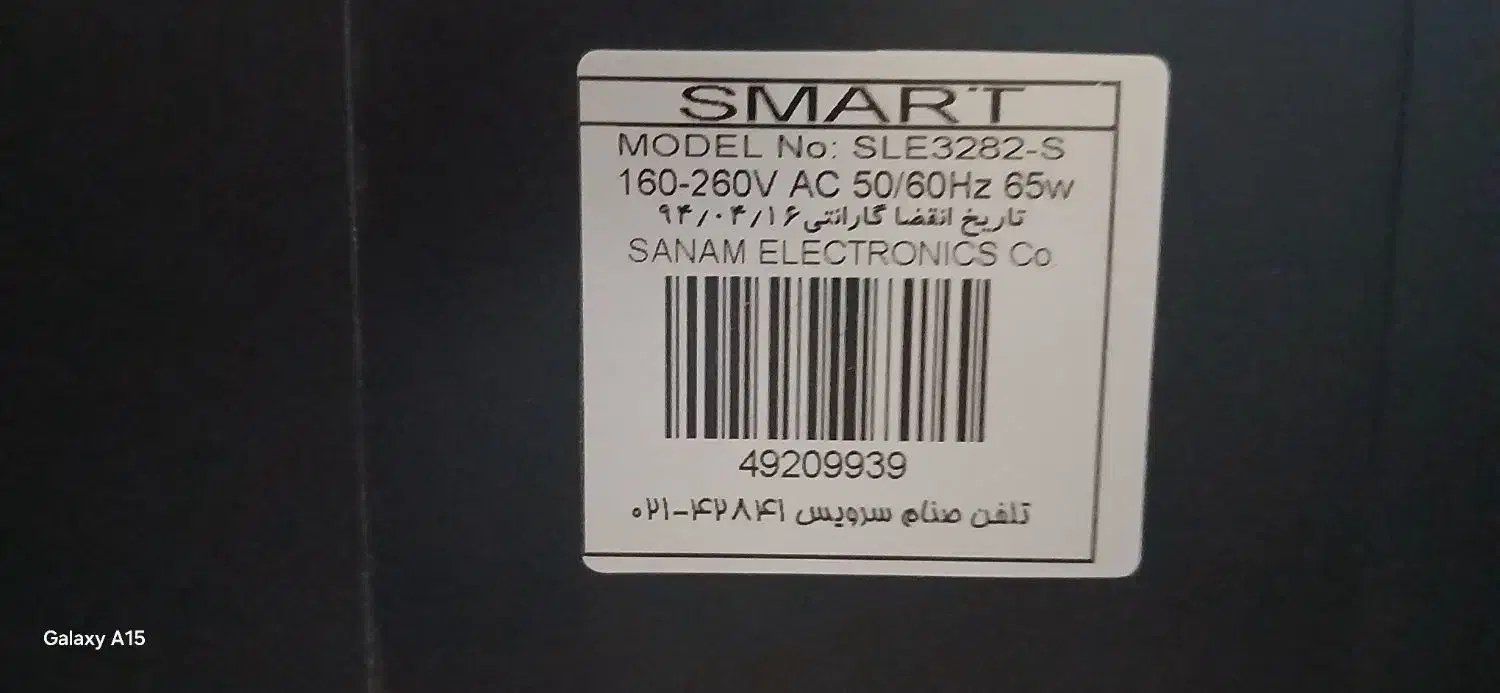 SMART
MODEL No: SLE3282-S
160-260V AC 50/60Hz 65w
تاریخ انقضا گارانتی ۹۴/۰۴/۱۶
SANAM ELECTRONICS Co
49209939
تلفن صنام سرویس ۴۲۸۴۱-۰۲۱
Galaxy A15